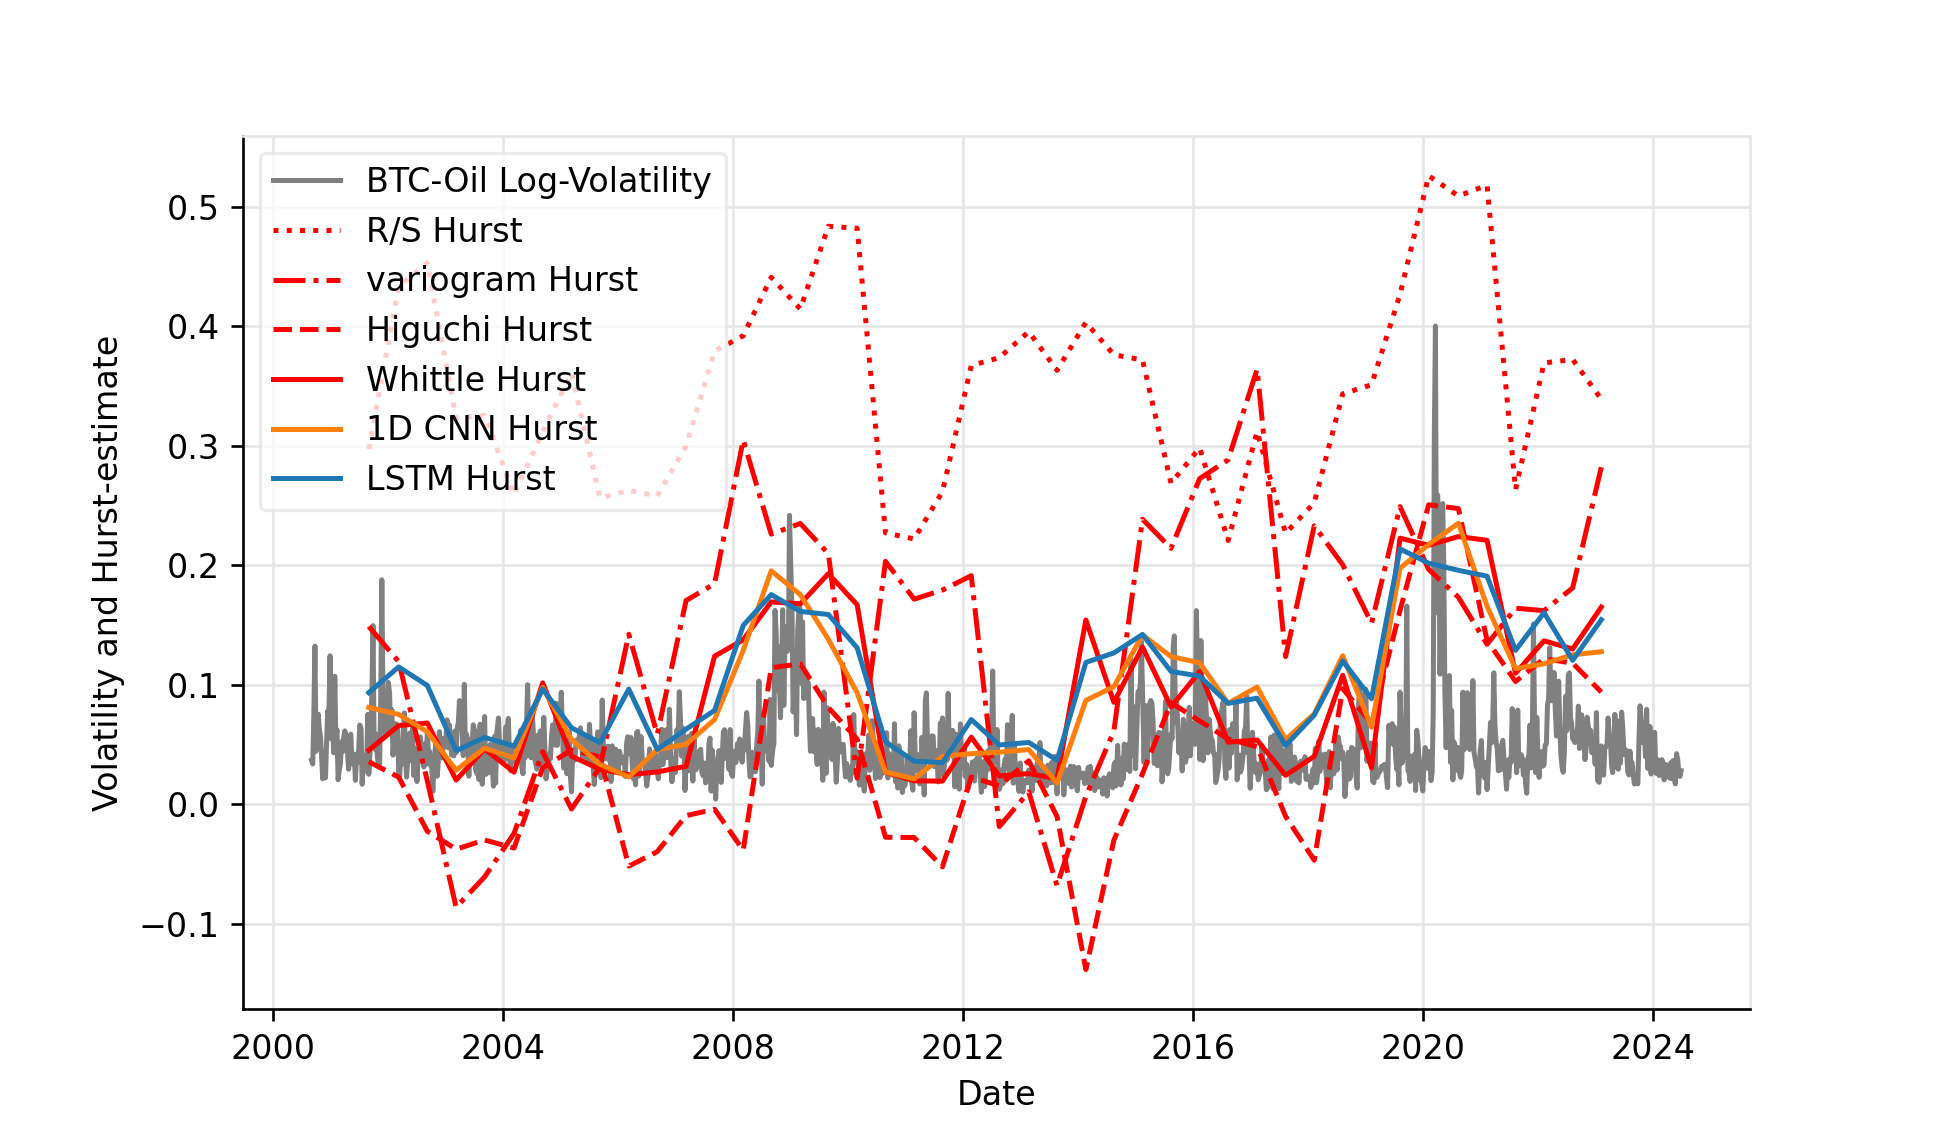 BTC-Oil Log-Volatility
R/S Hurst
variogram Hurst
Higuchi Hurst
Whittle Hurst
1D CNN Hurst
LSTM Hurst
Volatility and Hurst-estimate
0.5
0.4
0.3
0.2
0.1
0.0
−0.1
2000 2004 2008 2012 2016 2020 2024
Date